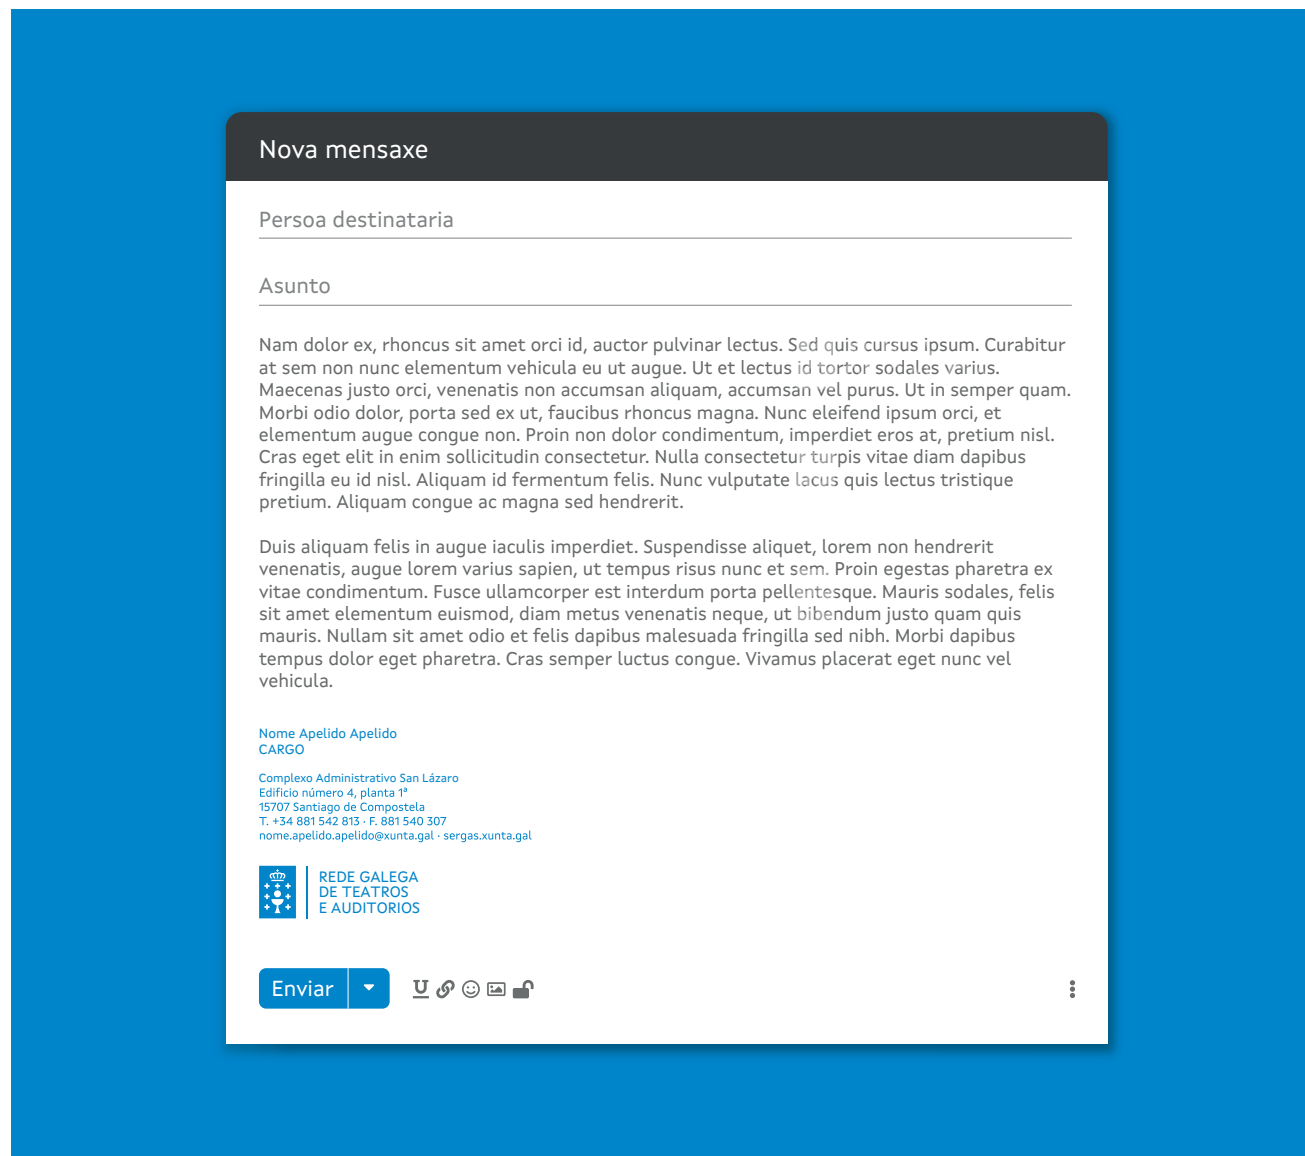 Nova mensaxe
Persoa destinataria
Asunto
Nam dolor ex, rhoncus sit amet orci id, auctor pulvinar lectus. Sed quis cursus ipsum. Curabitur
at sem non nunc elementum vehicula eu ut augue. Ut et lectus id tortor sodales varius.
Maecenas justo orci, venenatis non accumsan aliquam, accumsan vel purus. Ut in semper quam.
Morbi odio dolor, porta sed ex ut, faucibus rhoncus magna. Nunc eleifend ipsum orci, et
elementum augue congue non. Proin non dolor condimentum, imperdiet eros at, pretium nisl.
Cras eget elit in enim sollicitudin consectetur. Nulla consectetur turpis vitae diam dapibus
fringilla eu id nisl. Aliquam id fermentum felis. Nunc vulputate lacus quis lectus tristique
pretium. Aliquam congue ac magna sed hendrerit.
Duis aliquam felis in augue iaculis imperdiet. Suspendisse aliquet, lorem non hendrerit
venenatis, augue lorem varius sapien, ut tempus risus nunc et sem. Proin egestas pharetra ex
vitae condimentum. Fusce ullamcorper est interdum porta pellentesque. Mauris sodales, felis
sit amet elementum euismod, diam metus venenatis neque, ut bibendum justo quam quis
mauris. Nullam sit amet odio et felis dapibus malesuada fringilla sed nibh. Morbi dapibus
tempus dolor eget pharetra. Cras semper luctus congue. Vivamus placerat eget nunc vel
vehicula.
Nome Apelido Apelido
CARGO
Complexo Administrativo San Lázaro
Edificio número 4, planta 1ª
15707 Santiago de Compostela
T. +34 881 542 813 · F. 881 540 307
nome.apelido.apelido@xunta.gal · sergas.xunta.gal
REDE GALEGA
DE TEATROS
E AUDITORIOS
Enviar